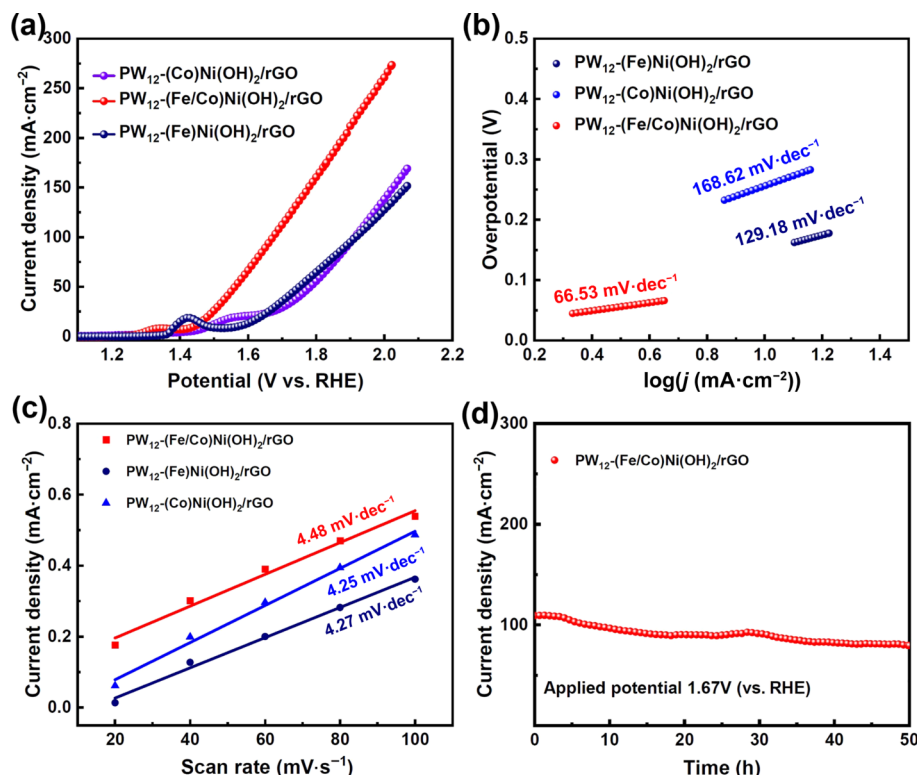 (a)
PW₁₂-(Co)Ni(OH)₂/rGO
PW₁₂-(Fe/Co)Ni(OH)₂/rGO
PW₁₂-(Fe)Ni(OH)₂/rGO
Current density (mA·cm⁻²)
300
250
200
150
100
50
0
1.2 1.4 1.6 1.8 2.0 2.2
Potential (V vs. RHE)
(b)
PW₁₂-(Fe)Ni(OH)₂/rGO
PW₁₂-(Co)Ni(OH)₂/rGO
PW₁₂-(Fe/Co)Ni(OH)₂/rGO
168.62 mV·dec⁻¹
129.18 mV·dec⁻¹
66.53 mV·dec⁻¹
Overpotential (V)
0.5
0.4
0.3
0.2
0.1
0.0
0.2 0.4 0.6 0.8 1.0 1.2 1.4
log(j (mA·cm⁻²))
(c)
PW₁₂-(Fe/Co)Ni(OH)₂/rGO
PW₁₂-(Fe)Ni(OH)₂/rGO
PW₁₂-(Co)Ni(OH)₂/rGO
4.48 mV·dec⁻¹
4.25 mV·dec⁻¹
4.27 mV·dec⁻¹
Current density (mA·cm⁻²)
0.8
0.6
0.4
0.2
0.0
20 40 60 80 100
Scan rate (mV·s⁻¹)
(d)
PW₁₂-(Fe/Co)Ni(OH)₂/rGO
Current density (mA·cm⁻²)
300
200
100
0
Applied potential 1.67V (vs. RHE)
0 10 20 30 40 50
Time (h)